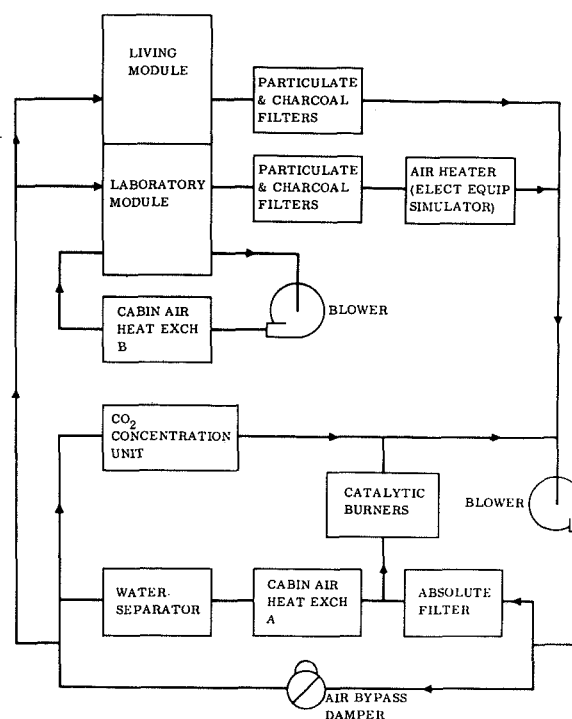 LIVING
MODULE
PARTICULATE
& CHARCOAL
FILTERS
LABORATORY
MODULE
PARTICULATE
& CHARCOAL
FILTERS
AIR HEATER
(ELECT EQUIP
SIMULATOR)
CABIN AIR
HEAT EXCH
B
BLOWER
CO₂
CONCENTRATION
UNIT
CATALYTIC
BURNERS
BLOWER
WATER
SEPARATOR
CABIN AIR
HEAT EXCH
A
ABSOLUTE
FILTER
AIR BYPASS
DAMPER